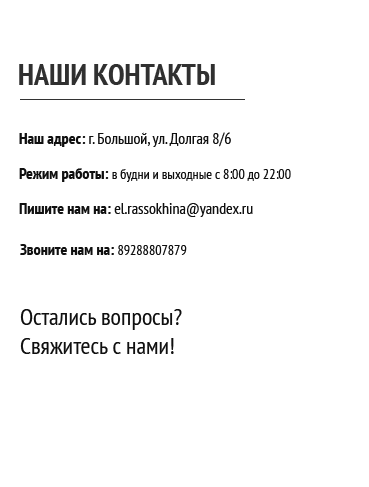 НАШИ КОНТАКТЫ
Наш адрес: г. Большой, ул. Долгая 8/6
Режим работы: в будни и выходные с 8:00 до 22:00
Пишите нам на: el.rassokhina@yandex.ru
Звоните нам на: 89288807879
Остались вопросы?
Свяжитесь с нами!